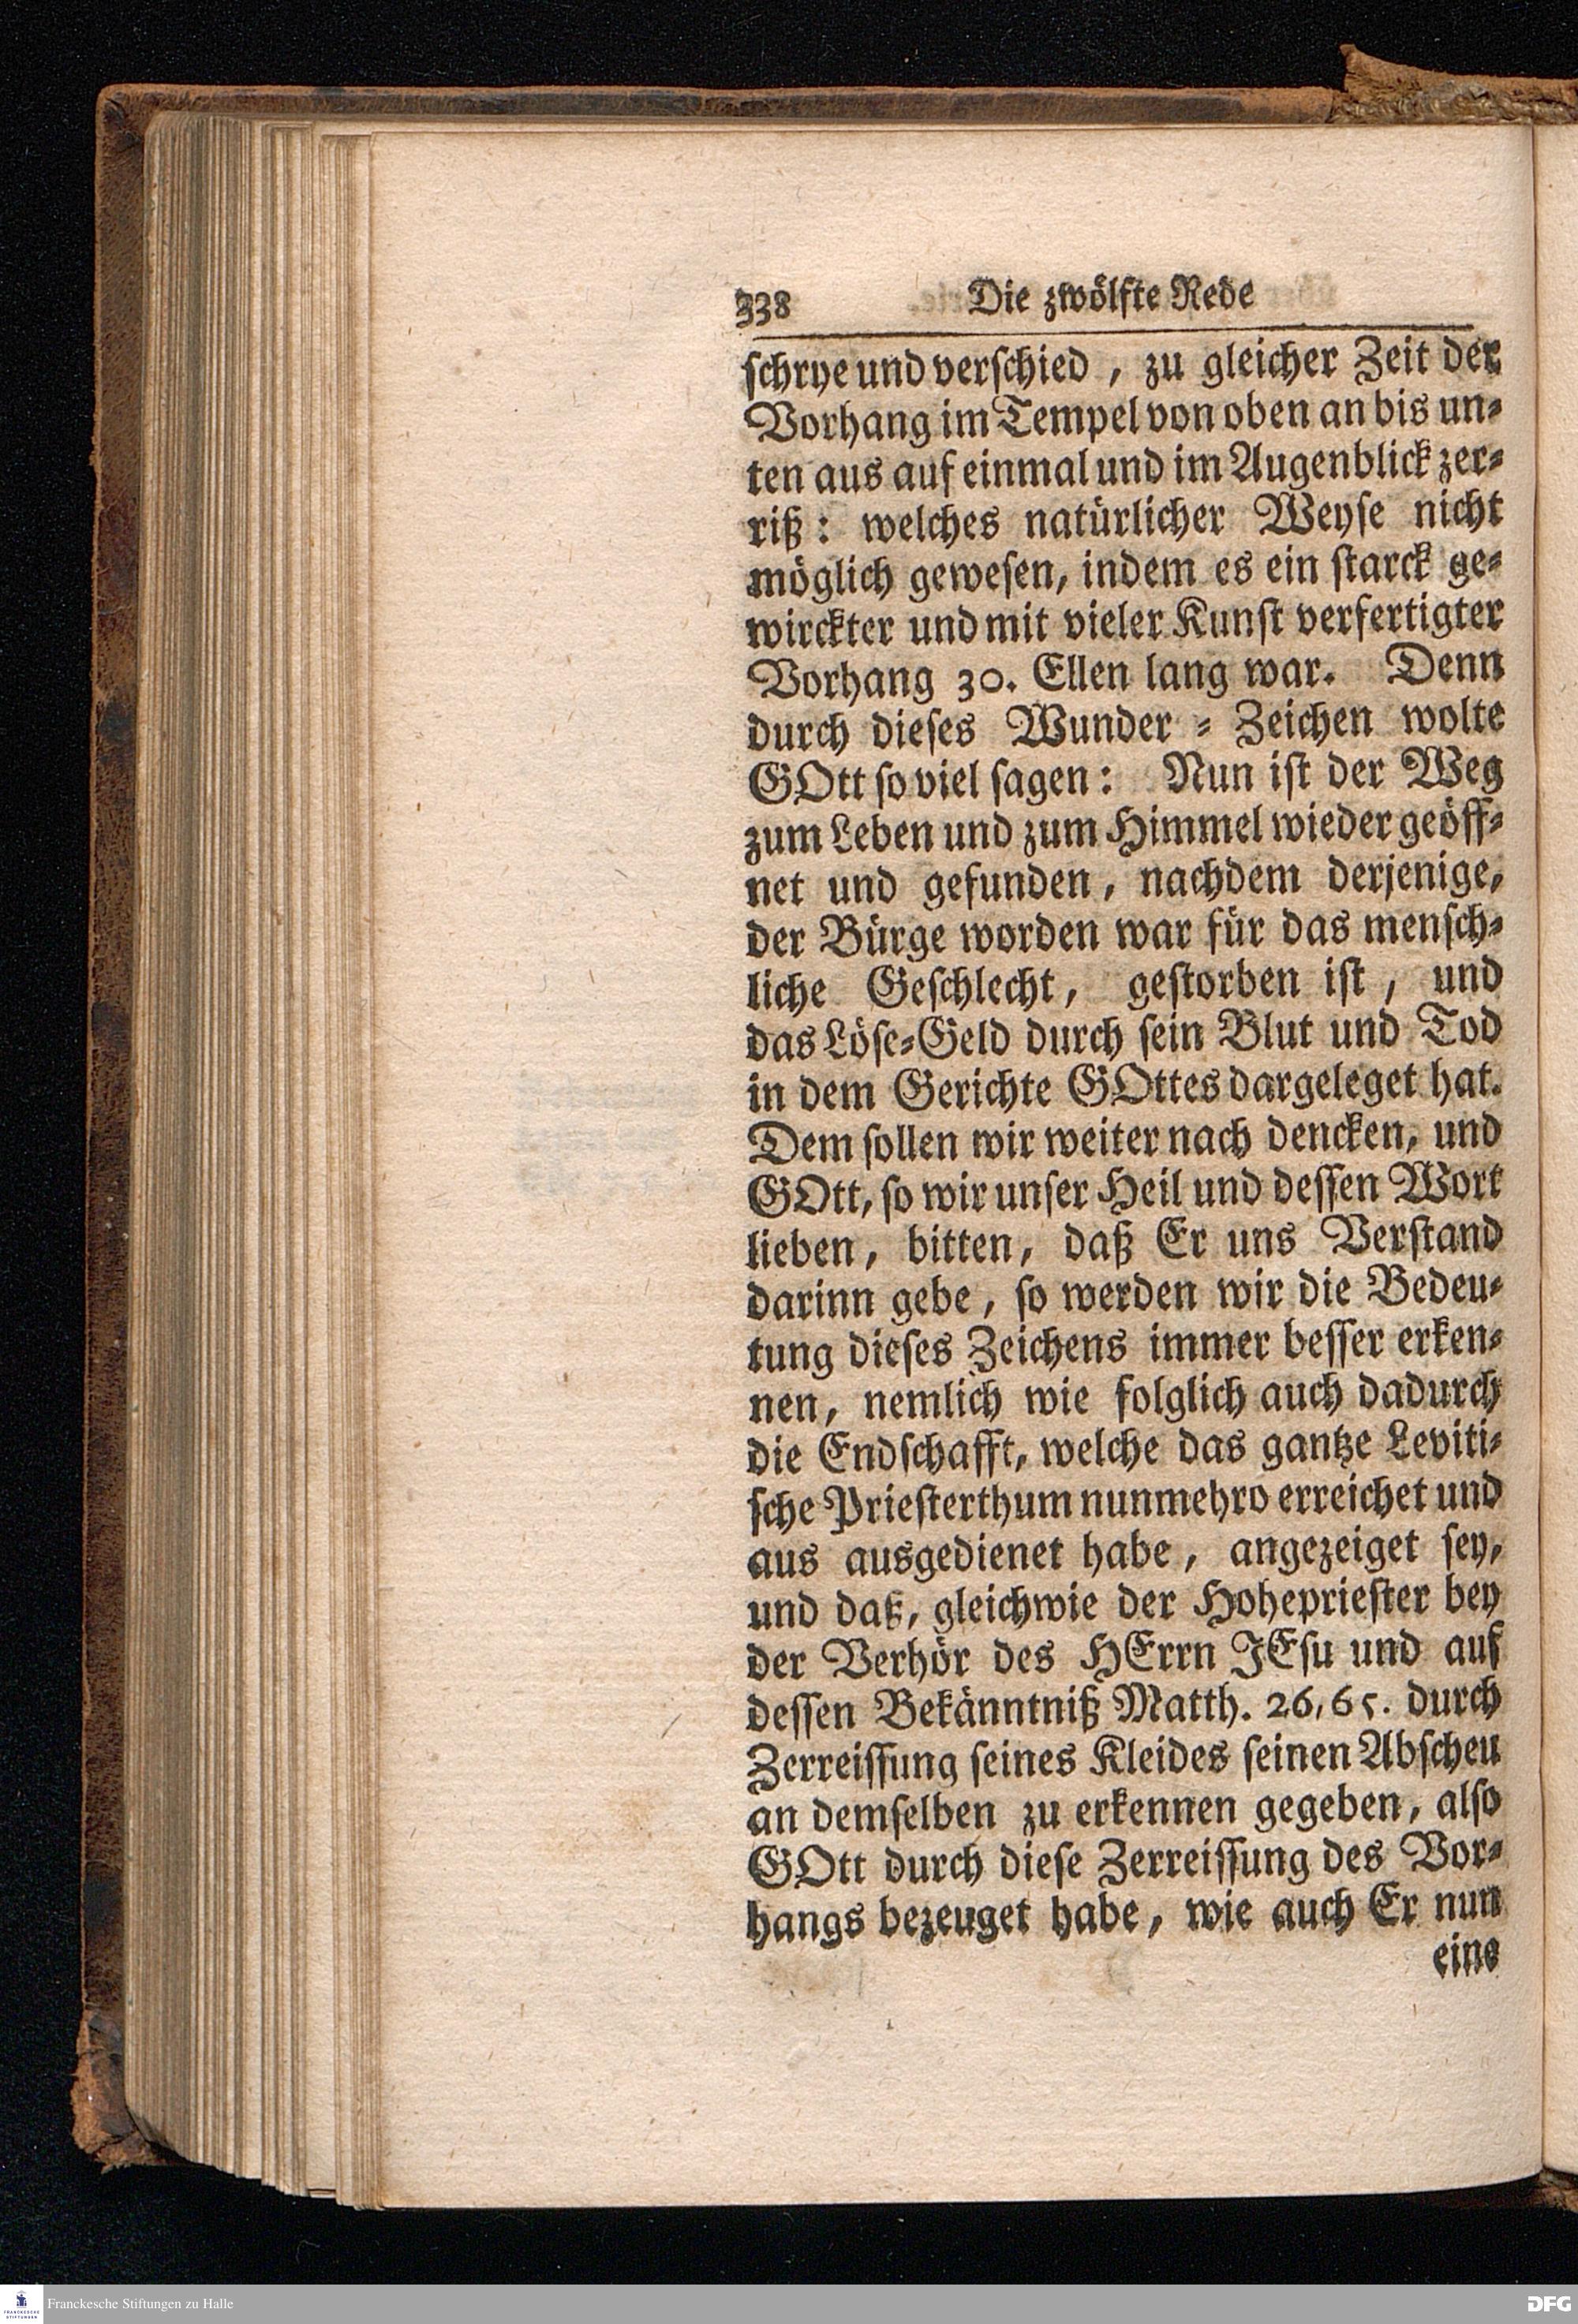 338 Die zwölfte Rede
ſchrye und verſchied, zu gleicher Zeit der
Vorhang im Tempel von oben an bis un⸗
ten aus auf einmal und im Augenblick zer⸗
riß: welches natürlicher Weyſe nicht
möglich geweſen, indem es ein ſtarck ge⸗
wirckter und mit vieler Kunſt verfertigter
Vorhang 30. Ellen lang war. Denn
durch dieſes Wunder⸗Zeichen wolte
GOtt ſo viel ſagen: Nun iſt der Weg
zum Leben und zum Himmel wieder geöff⸗
net und gefunden, nachdem derjenige,
der Bürge worden war für das menſch⸗
liche Geſchlecht, geſtorben iſt, und
das Löſe⸗Geld durch ſein Blut und Tod
in dem Gerichte GOttes dargeleget hat.
Dem ſollen wir weiter nach dencken, und
GOtt, ſo wir unſer Heil und deſſen Wort
lieben, bitten, daß Er uns Verſtand
darinn gebe, ſo werden wir die Bedeu⸗
tung dieſes Zeichens immer beſſer erken⸗
nen, nemlich wie folglich auch dadurch
die Endſchafft, welche das gantze Leviti⸗
ſche Prieſterthum nunmehro erreichet und
aus ausgedienet habe, angezeiget ſey,
und daß, gleichwie der Hoheprieſter bey
der Verhör des HErrn JEſu und auf
deſſen Bekänntniß Matth. 26, 65. durch
Zerreiſſung ſeines Kleides ſeinen Abſcheu
an demſelben zu erkennen gegeben, alſo
GOtt durch dieſe Zerreiſſung des Vor⸗
hangs bezeuget habe, wie auch Er nun
eine
Franckesche Stiftungen zu Halle
DFG